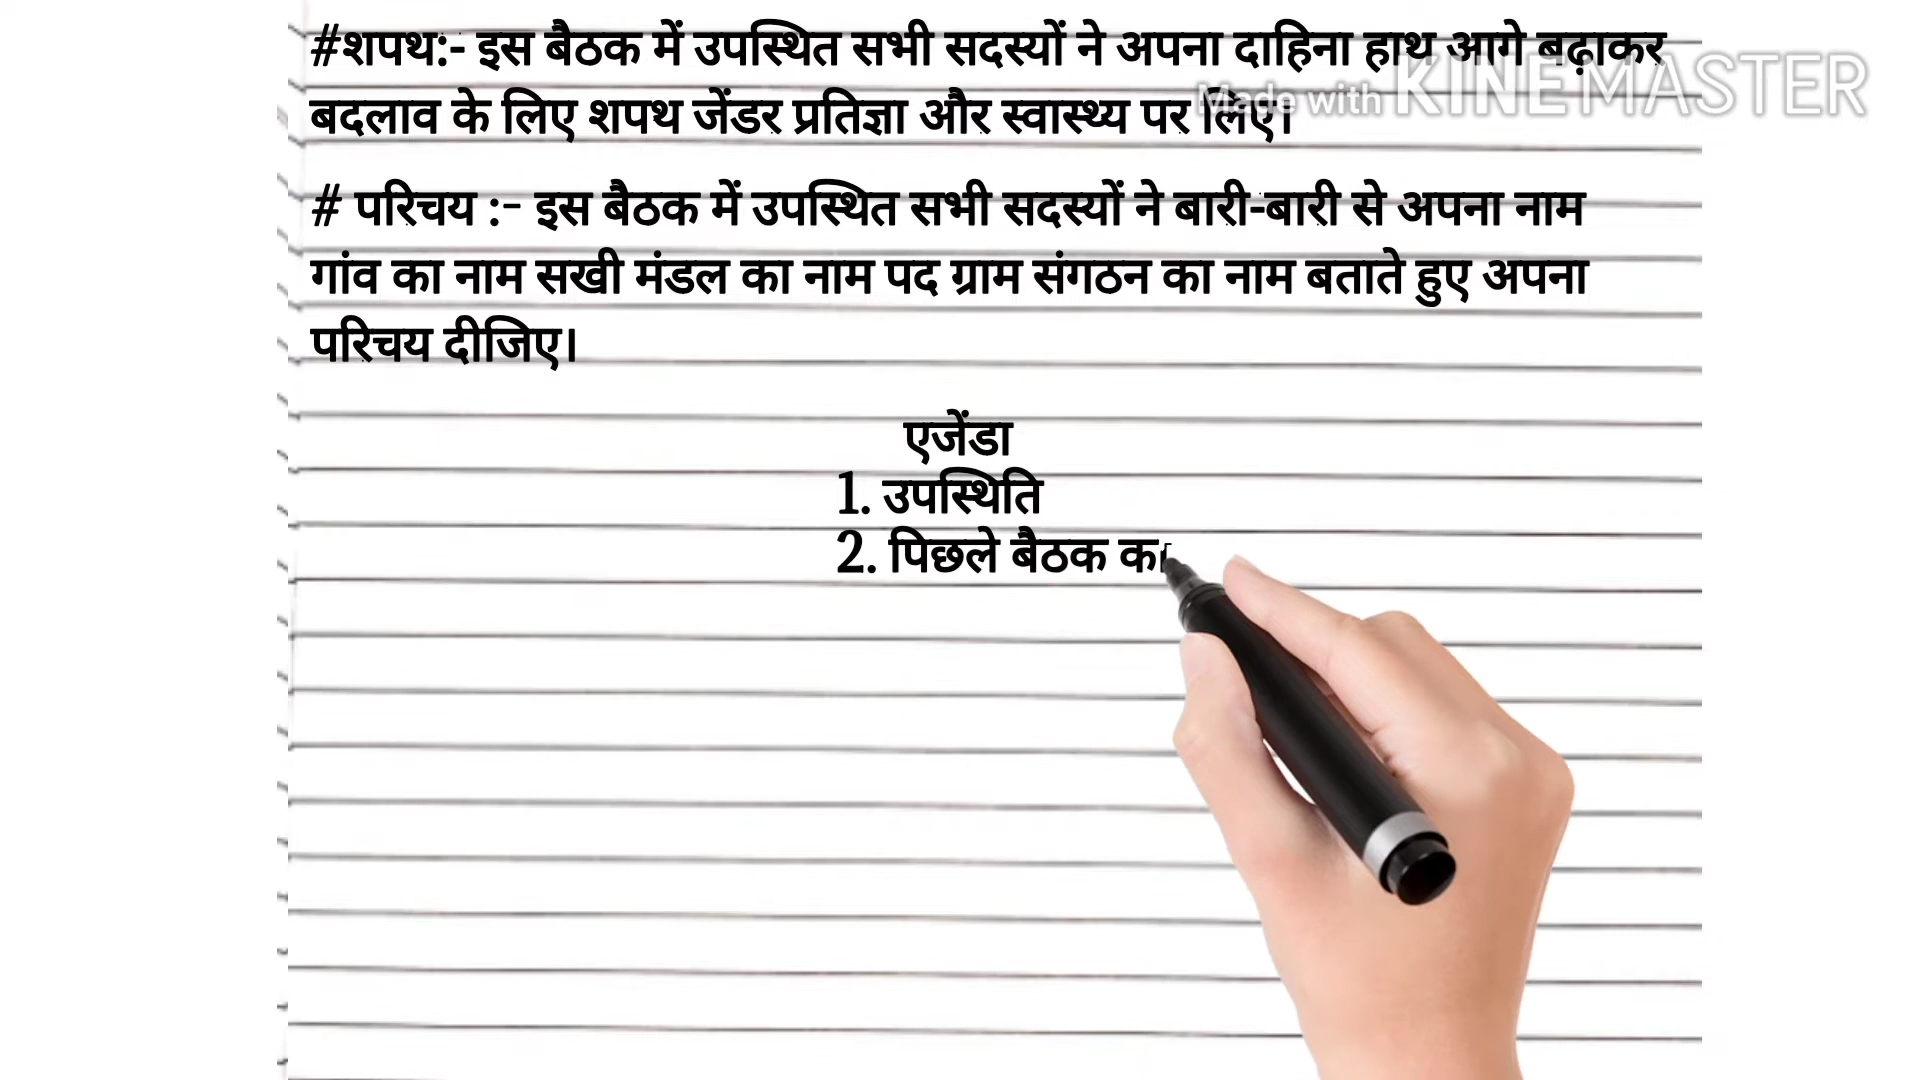 #शपथ:- इस बैठक में उपस्थित सभी सदस्यों ने अपना दाहिना हाथ आगे बढ़ाकर
Made with KINEMASTER
बदलाव के लिए शपथ जेंडर प्रतिज्ञा और स्वास्थ्य पर लिए।
# परिचय :- इस बैठक में उपस्थित सभी सदस्यों ने बारी-बारी से अपना नाम
गांव का नाम सखी मंडल का नाम पद ग्राम संगठन का नाम बताते हुए अपना
परिचय दीजिए।
एजेंडा
1. उपस्थिति
2. पिछले बैठक